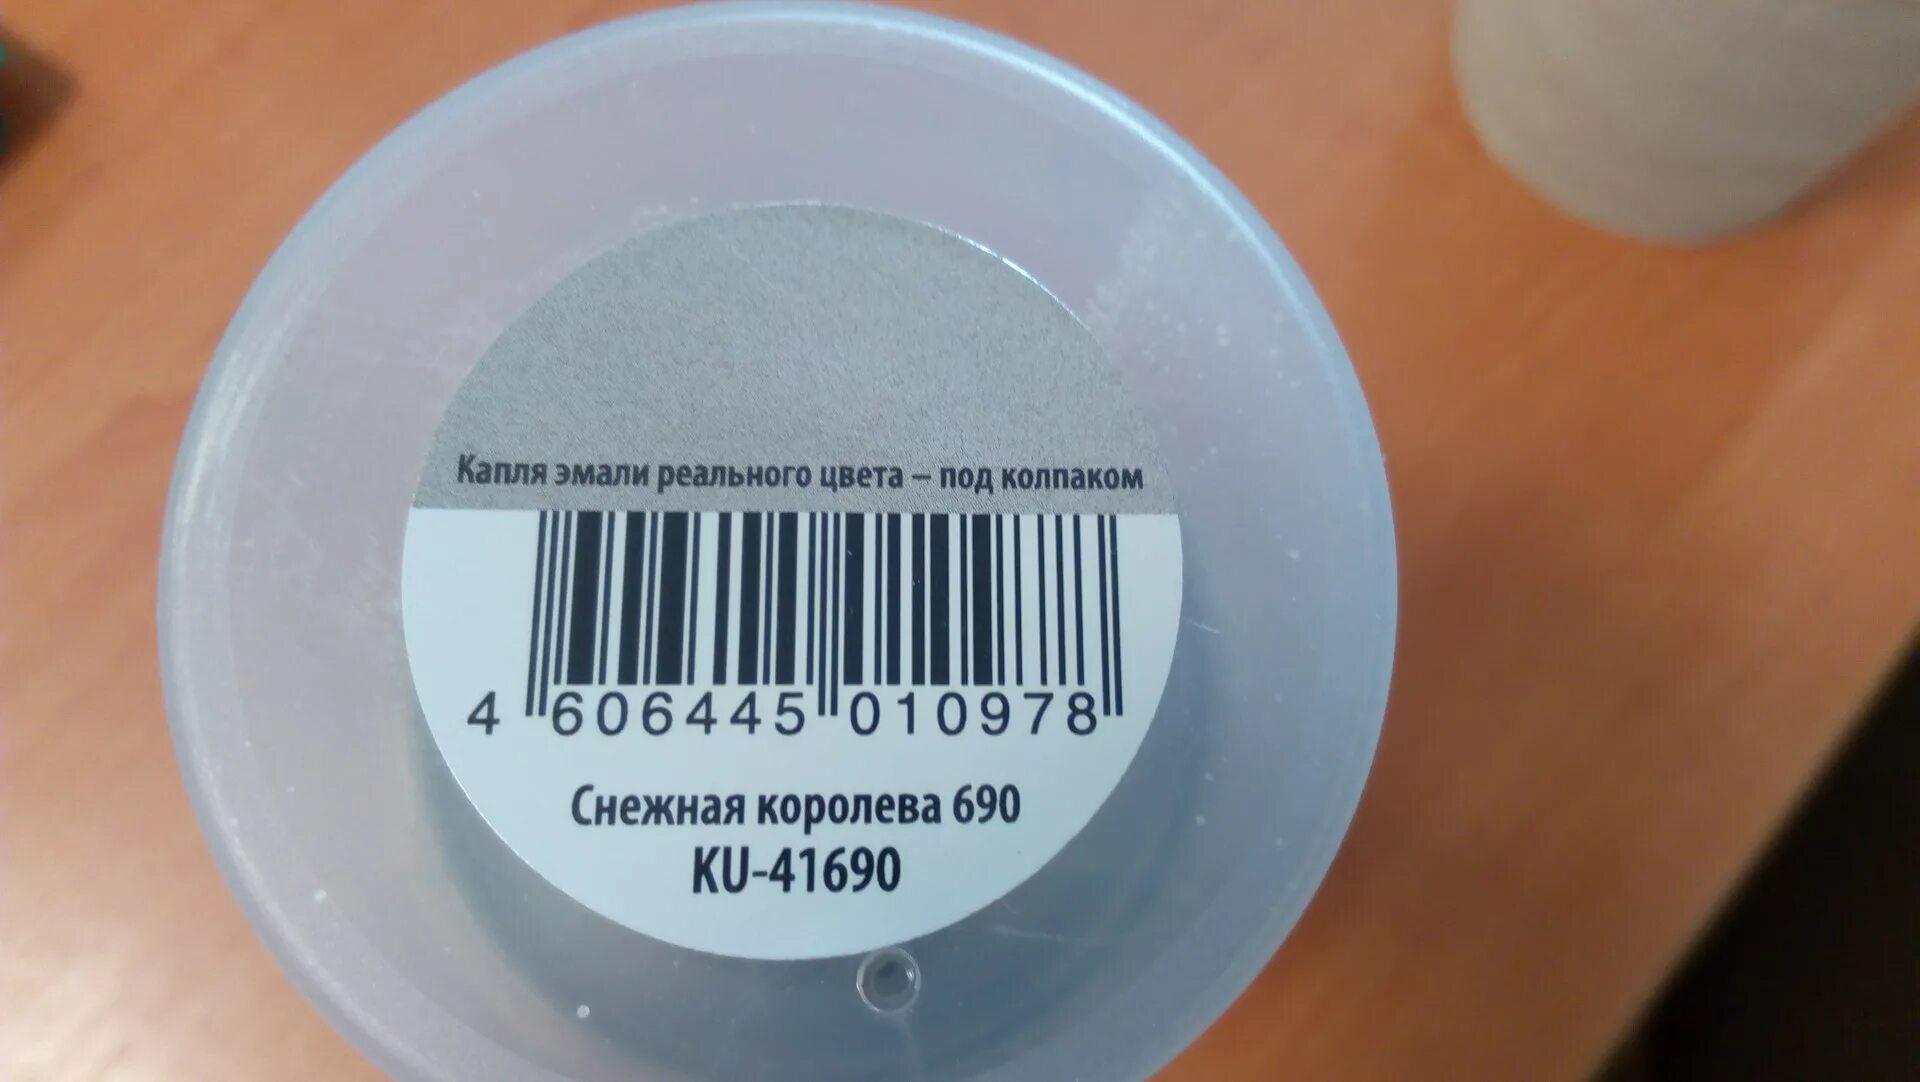 Капля эмали реального цвета – под колпаком
4 606445 010978
Снежная королева 690
KU-41690